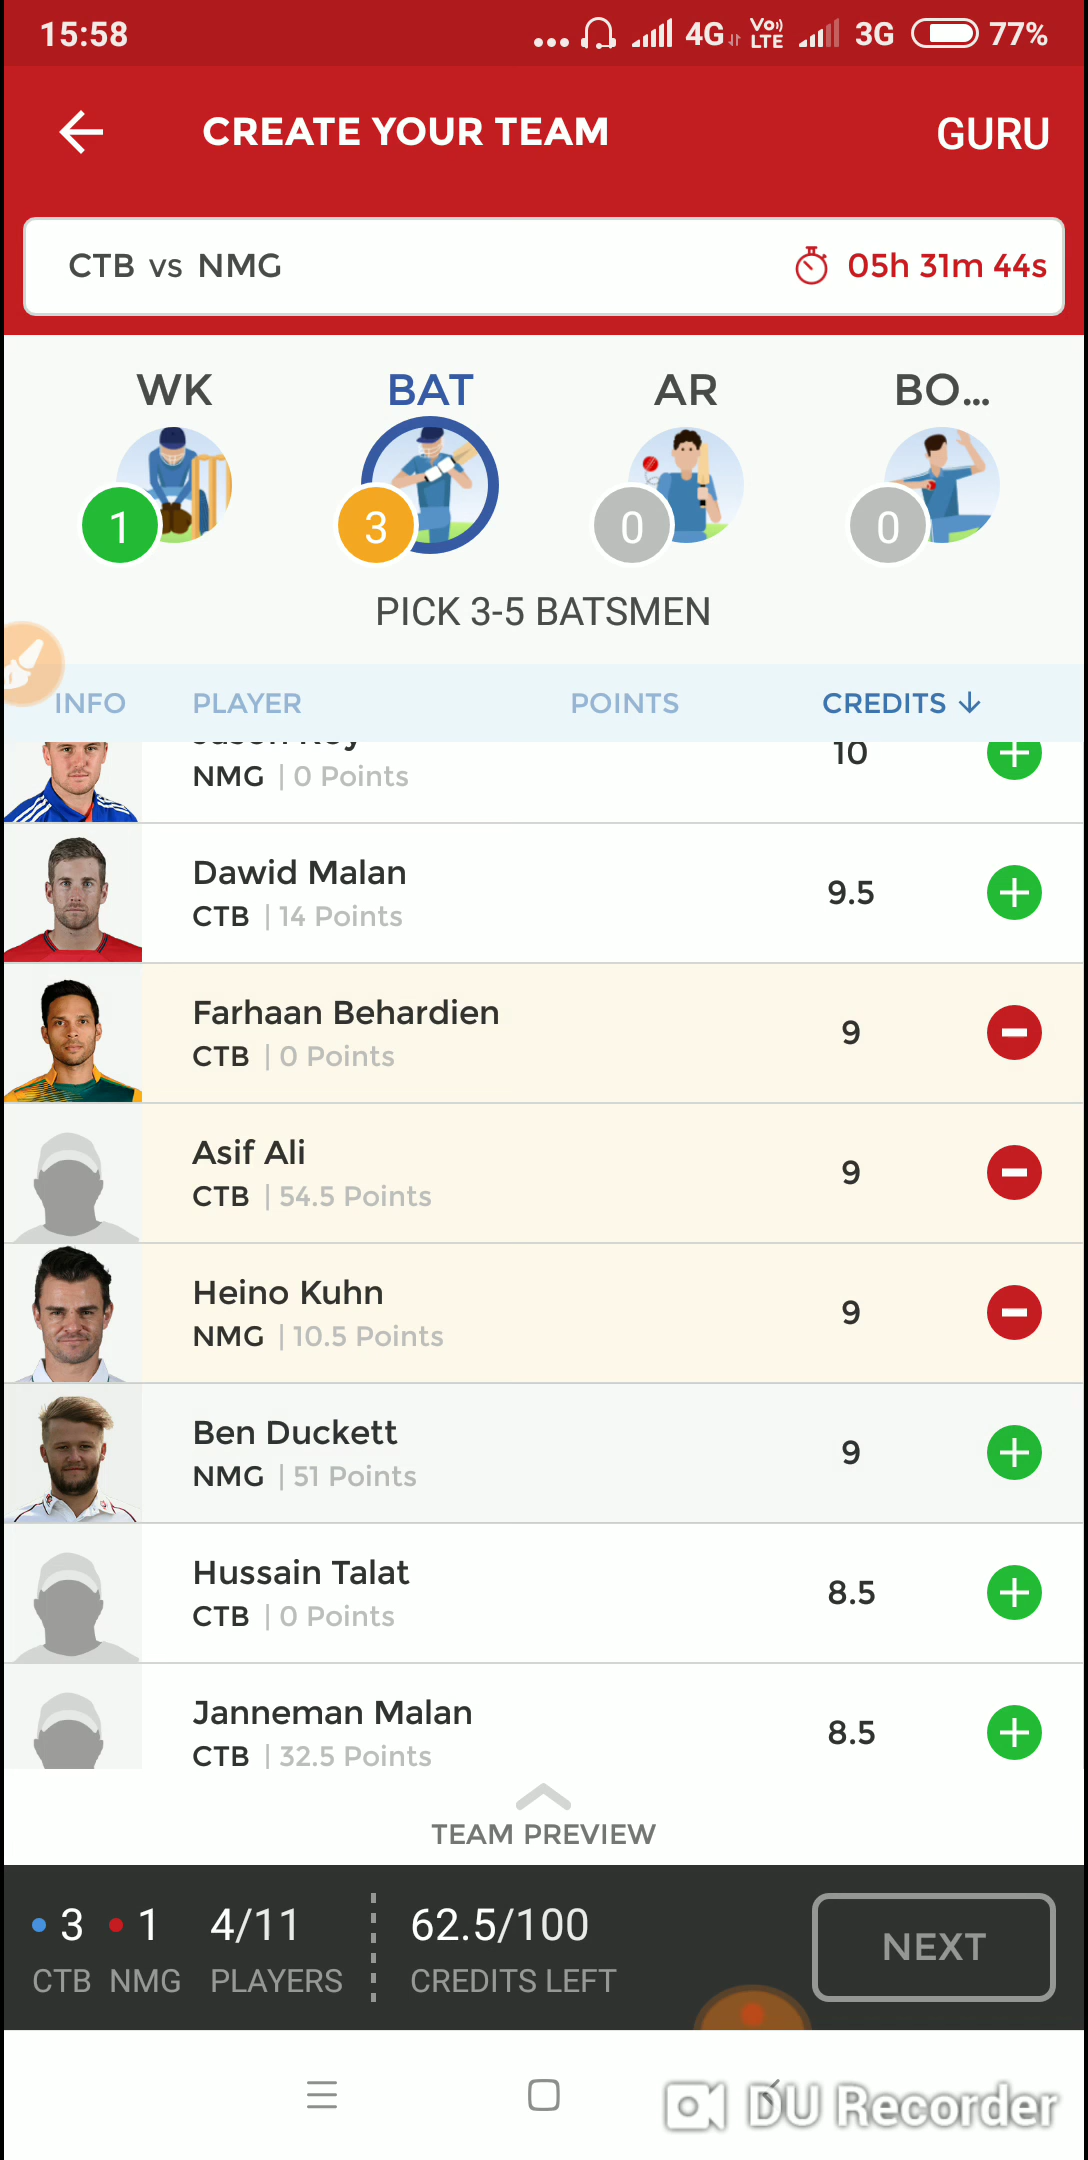 15:58 4G VoLTE 3G 77%
CREATE YOUR TEAM GURU
CTB vs NMG 05h 31m 44s
WK BAT AR BO...
1 3 0 0
PICK 3-5 BATSMEN
INFO PLAYER POINTS CREDITS ↓
Jason Roy 10
NMG | 0 Points
Dawid Malan 9.5
CTB | 14 Points
Farhaan Behardien 9
CTB | 0 Points
Asif Ali 9
CTB | 54.5 Points
Heino Kuhn 9
NMG | 10.5 Points
Ben Duckett 9
NMG | 51 Points
Hussain Talat 8.5
CTB | 0 Points
Janneman Malan 8.5
CTB | 32.5 Points
TEAM PREVIEW
3 1 4/11 62.5/100 NEXT
CTB NMG PLAYERS CREDITS LEFT
DU Recorder